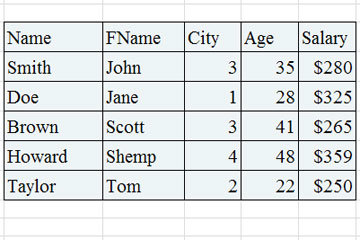 Name FName City Age Salary
Smith John 3 35 $280
Doe Jane 1 28 $325
Brown Scott 3 41 $265
Howard Shemp 4 48 $359
Taylor Tom 2 22 $250